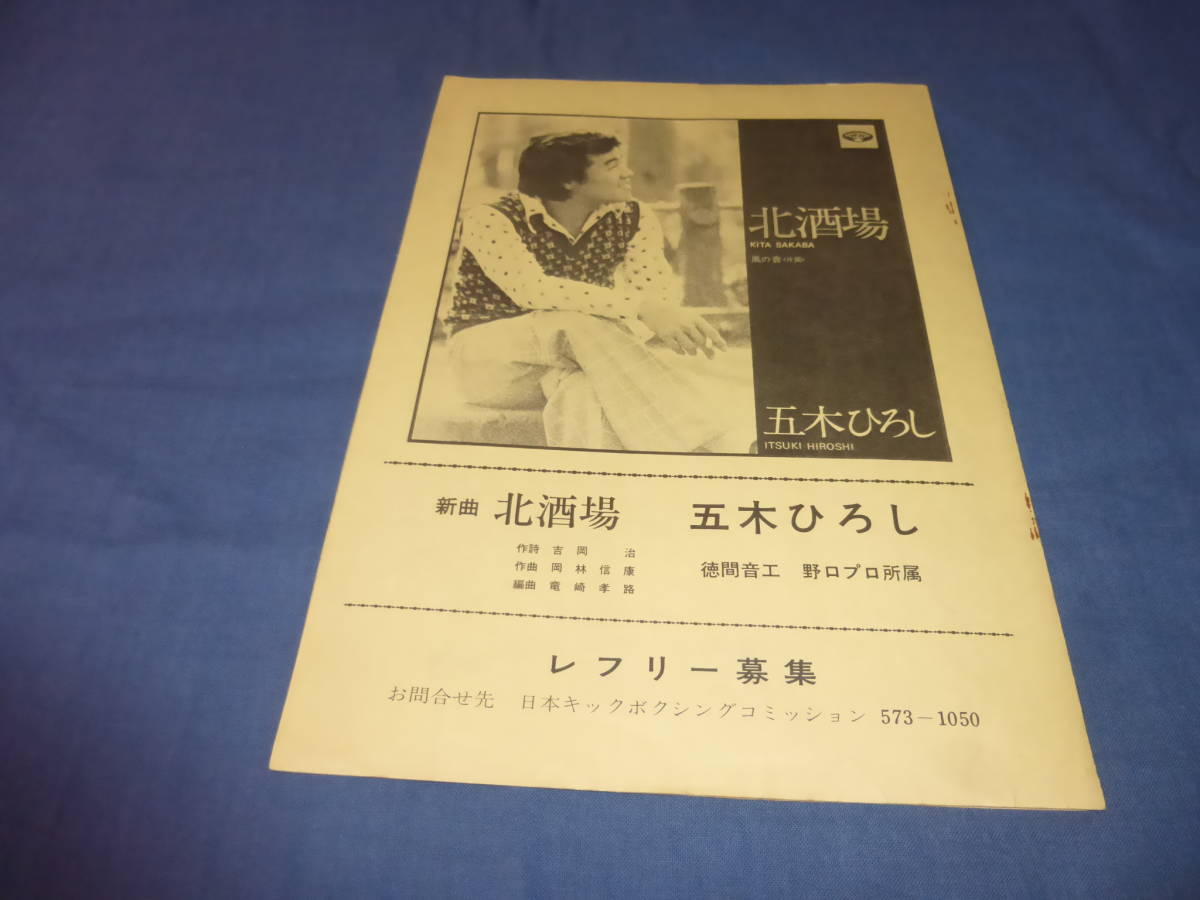 北酒場
KITA SAKABA
風の音
五木ひろし
ITSUKI HIROSHI
新曲 北酒場 五木ひろし
作詩 吉岡 治
作曲 岡林信康
編曲 竜崎孝路
徳間音工 野口プロ所属
レフリー募集
お問合せ先 日本キックボクシングコミッション 573-1050